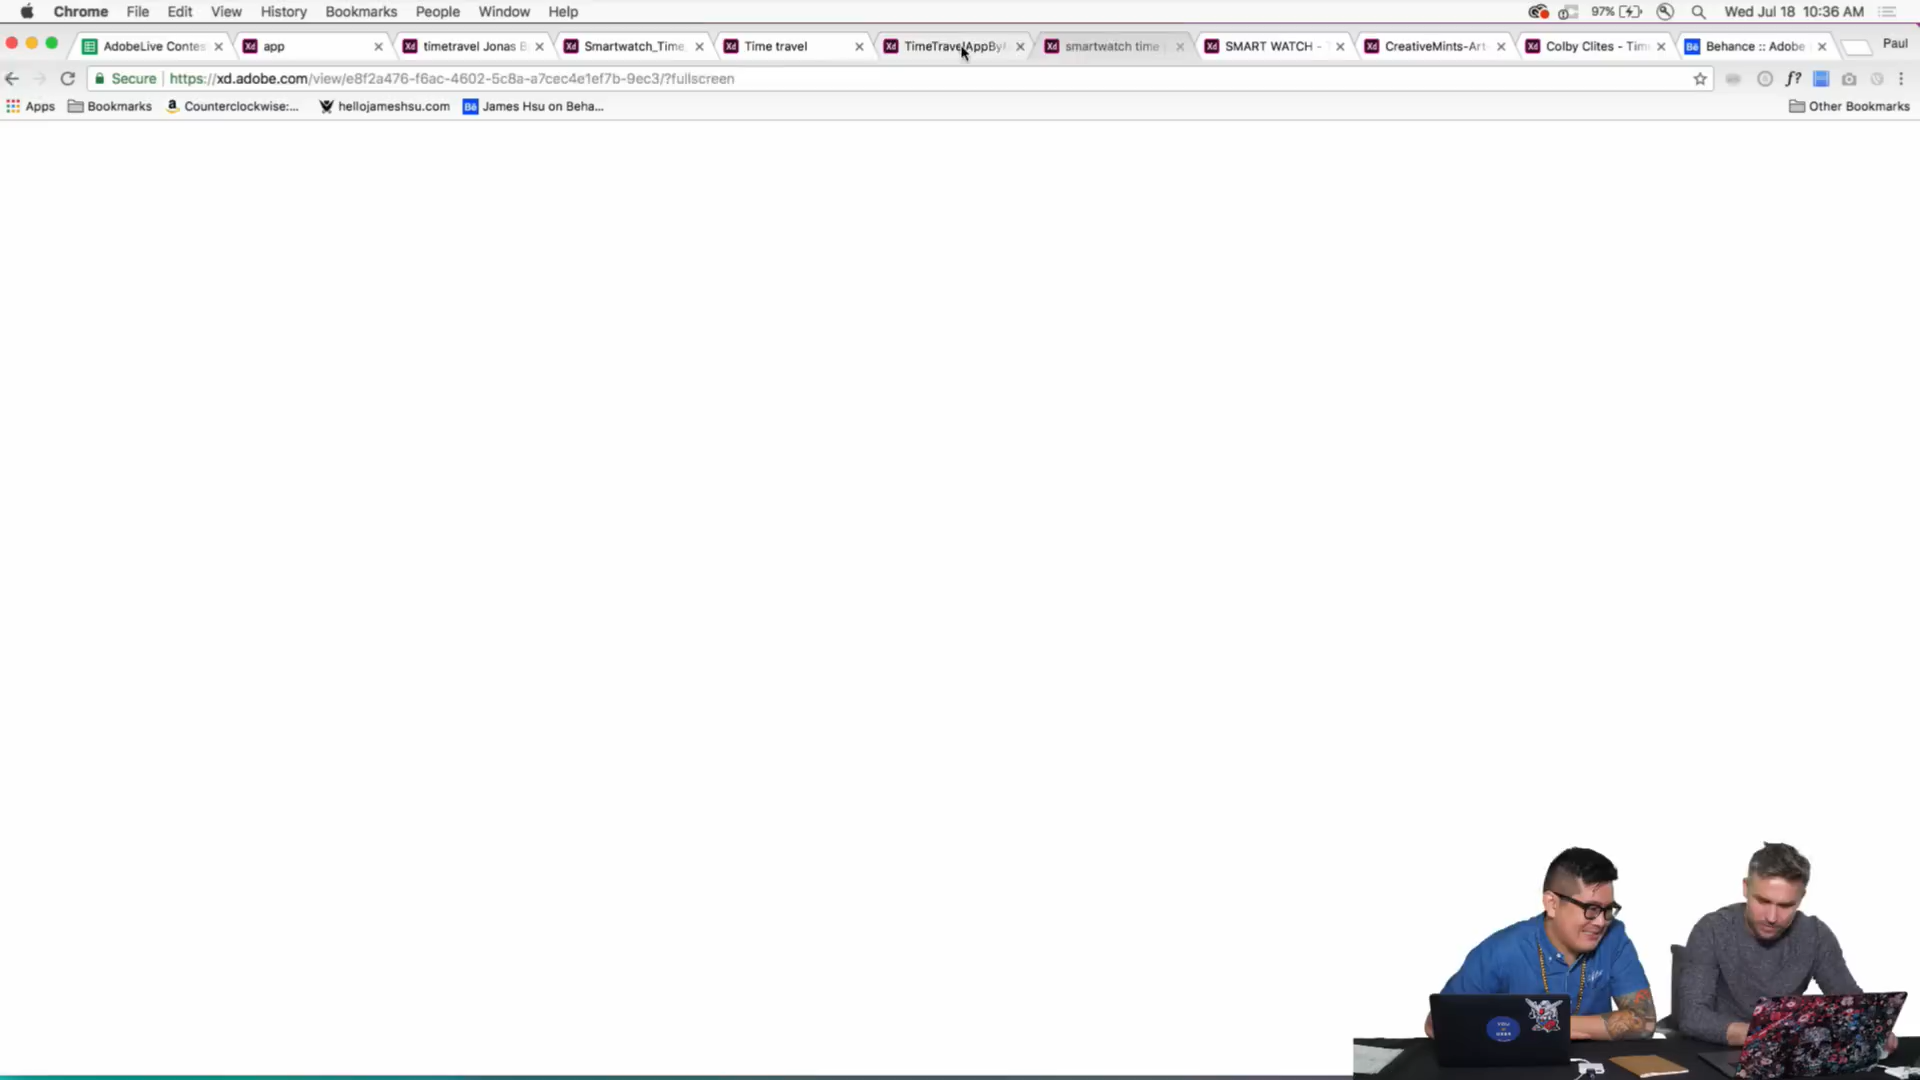 Chrome File Edit View History Bookmarks People Window Help 97% Wed Jul 18 10:36 AM
AdobeLive Contes app timetravel Jonas B Smartwatch_Time Time travel TimeTravelAppBy smartwatch time SMART WATCH - T CreativeMints-Art- Colby Clites - Tim Behance :: Adobe Paul
Secure https://xd.adobe.com/view/e8f2a476-f6ac-4602-5c8a-a7cec4e1ef7b-9ec3/?fullscreen f?
Apps Bookmarks Counterclockwise:... hellojameshsu.com Bē James Hsu on Beha... Other Bookmarks